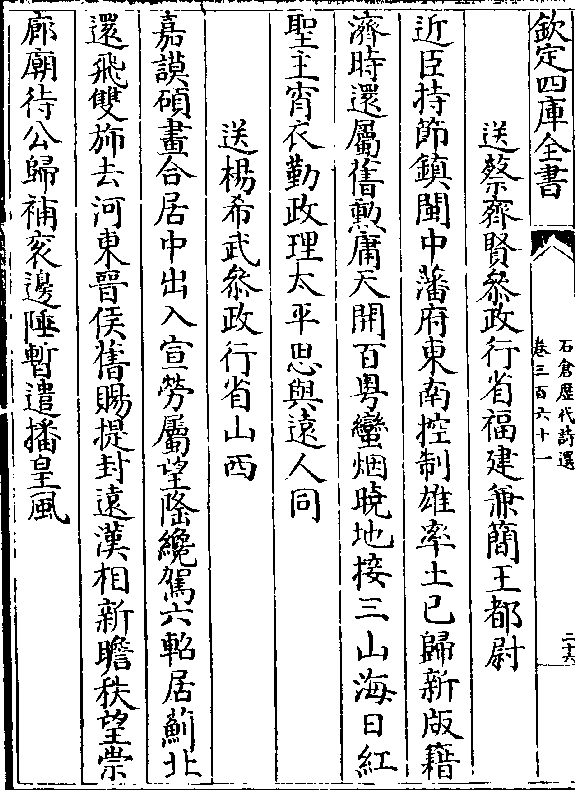 欽定四庫全書
石倉歷代詩選
卷三百六十一
二十六
送蔡齊賢叅政行省福建兼簡王都尉
近臣持節鎮閩中藩府東南控制雄率土已歸新版籍
濟時還屬舊勲庸天開百粤蠻烟曉地接三山海日紅
聖主宵衣勤政理太平思與遠人同
送楊希武叅政行省山西
嘉謨碩畫合居中出入宣勞屬望隆纔駕六軺居薊北
還飛雙斾去河東晉侯舊賜提封遠漢相新瞻秩望崇
廊廟待公歸補衮邊陲暫遣播皇風